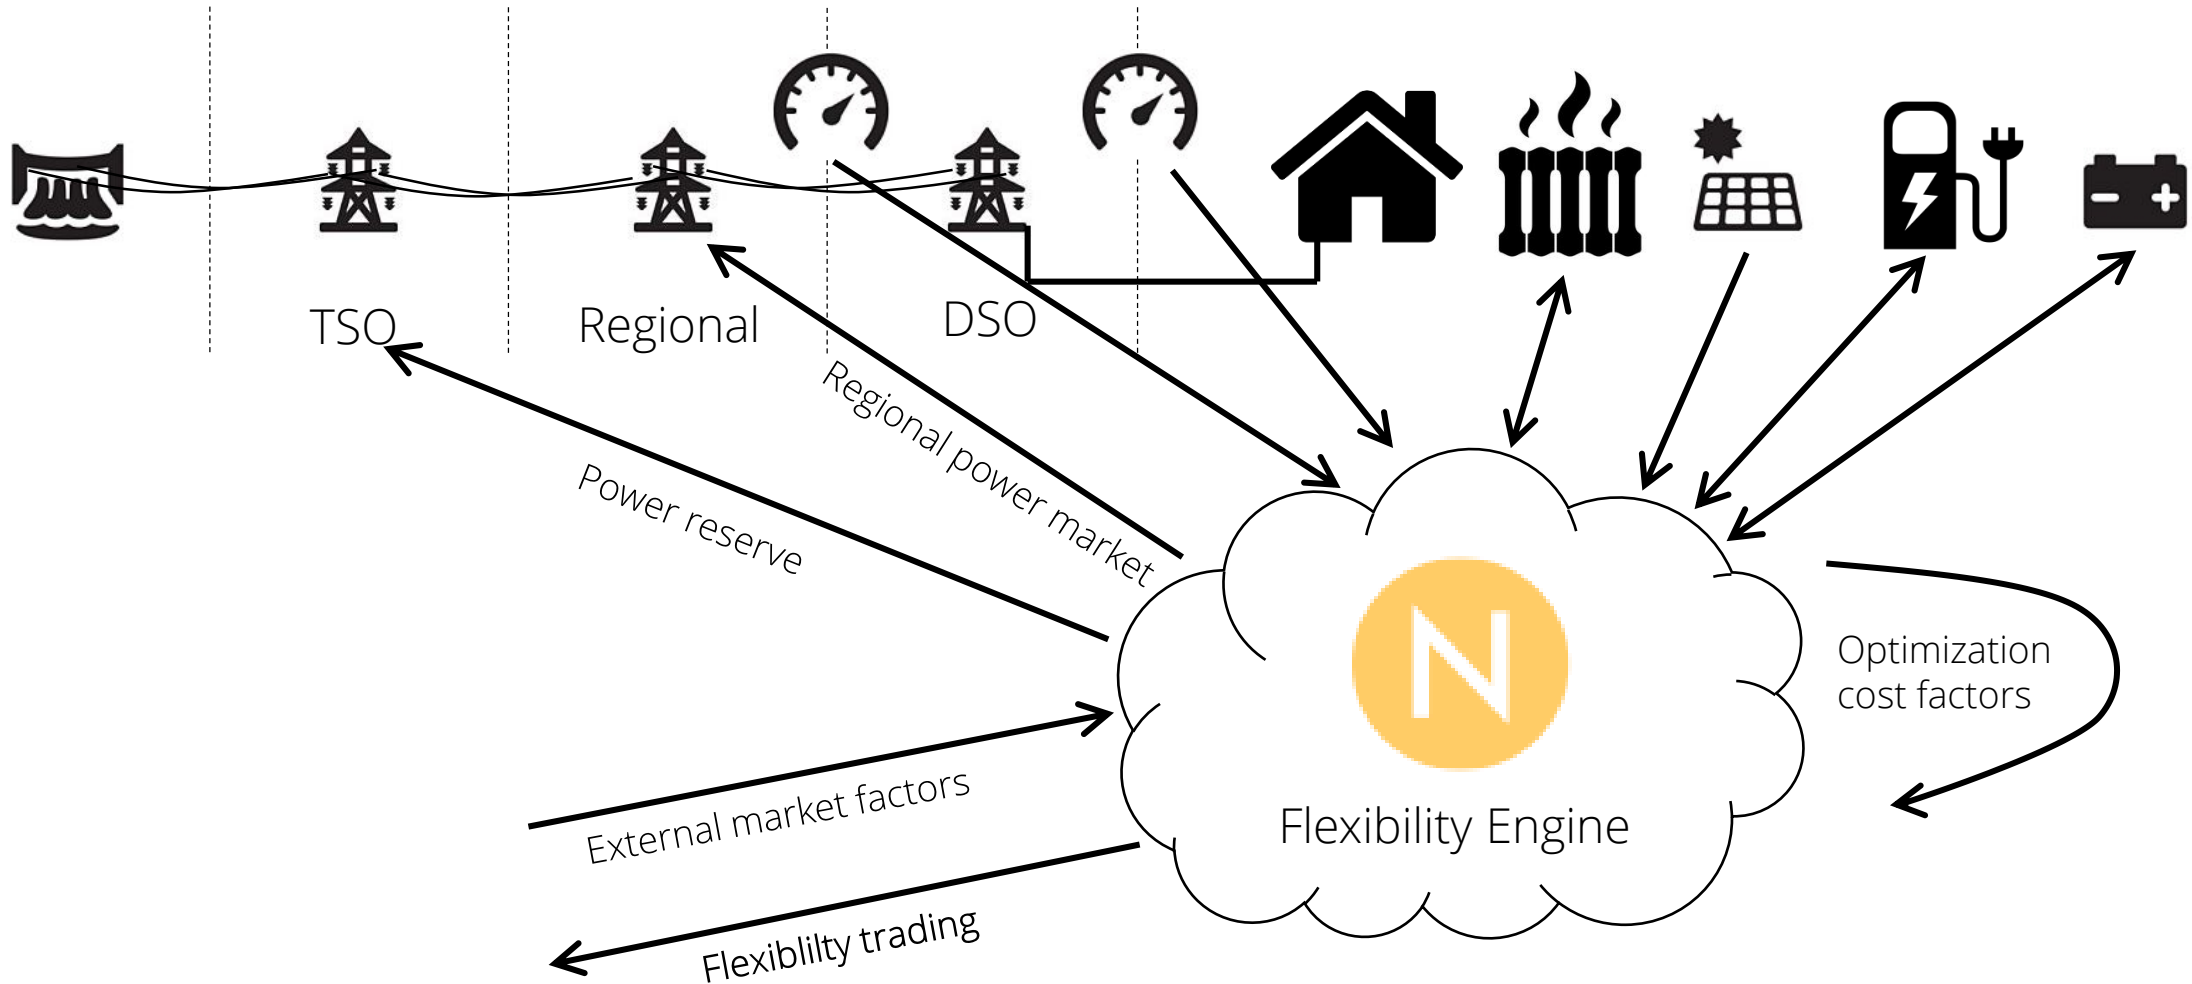 TSO
Regional
DSO
Regional power market
Power reserve
N
Optimization
cost factors
External market factors
Flexibility Engine
Flexiblilty trading